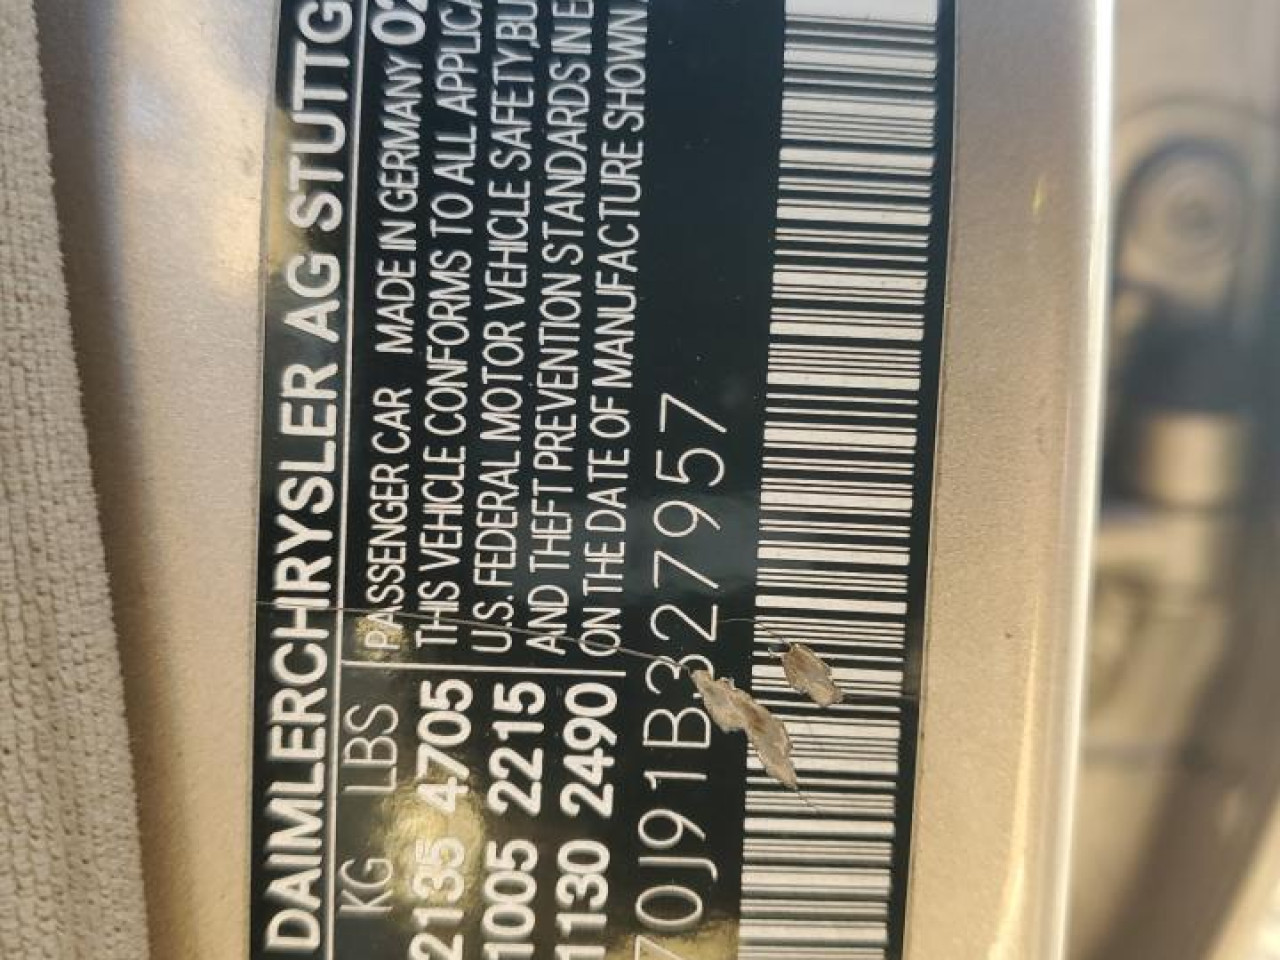 DAIMLERCHRYSLER AG STUTTG
KG LBS PASSENGER CAR MADE IN GERMANY 02
2135 4705 THIS VEHICLE CONFORMS TO ALL APPLICA
1005 2215 U.S. FEDERAL MOTOR VEHICLE SAFETY, BU
1130 2490 AND THEFT PREVENTION STANDARDS IN E
ON THE DATE OF MANUFACTURE SHOWN
70J91B327957